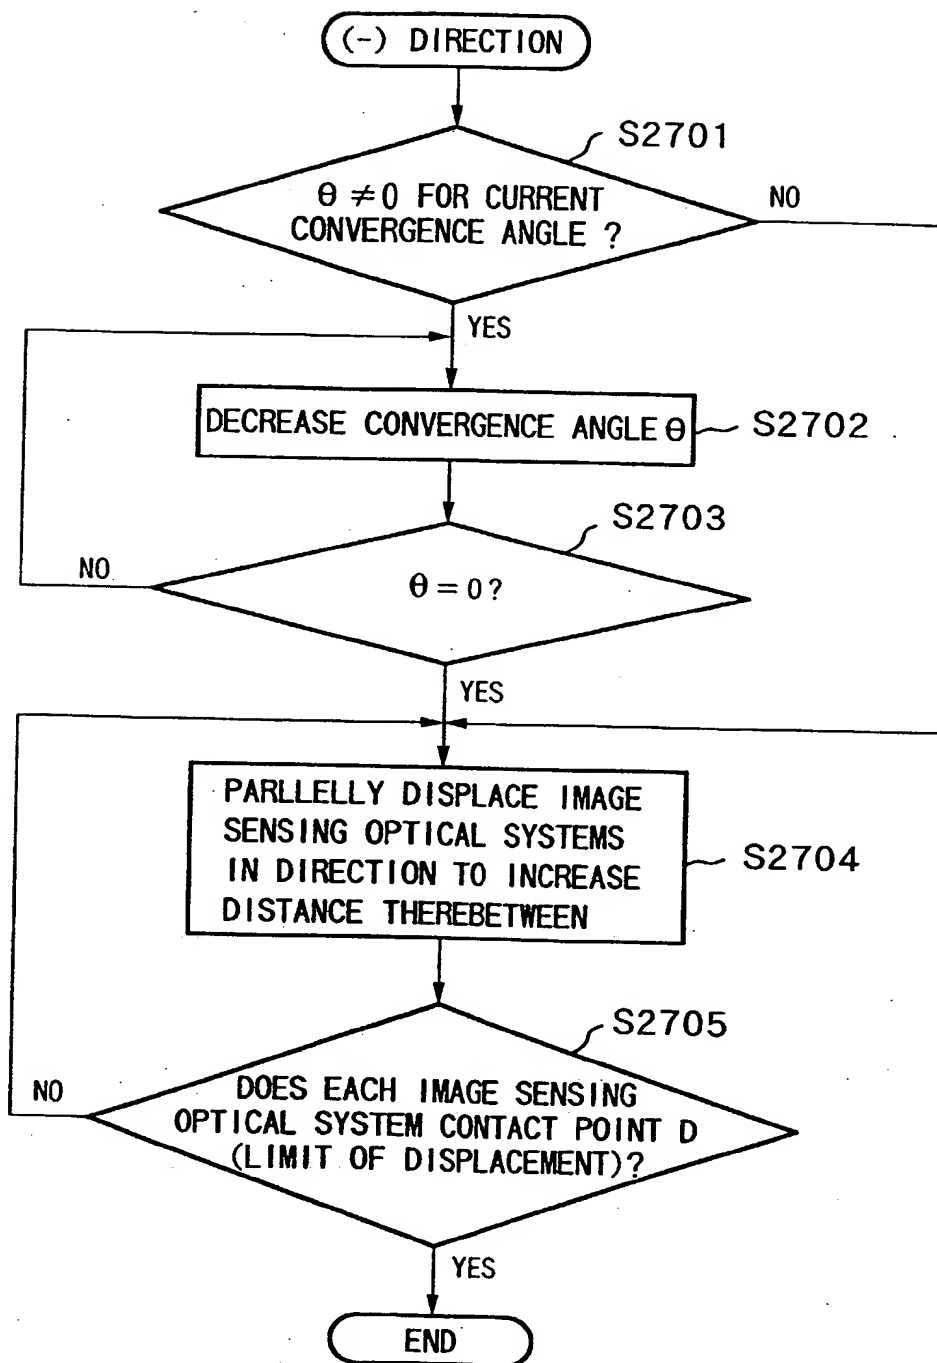 (-) DIRECTION
S2701
θ ≠ 0 FOR CURRENT
CONVERGENCE ANGLE ?
NO
YES
DECREASE CONVERGENCE ANGLE θ
S2702
S2703
θ = 0 ?
NO
YES
PARLLELLY DISPLACE IMAGE
SENSING OPTICAL SYSTEMS
IN DIRECTION TO INCREASE
DISTANCE THEREBETWEEN
S2704
S2705
DOES EACH IMAGE SENSING
OPTICAL SYSTEM CONTACT POINT D
(LIMIT OF DISPLACEMENT)?
NO
YES
END